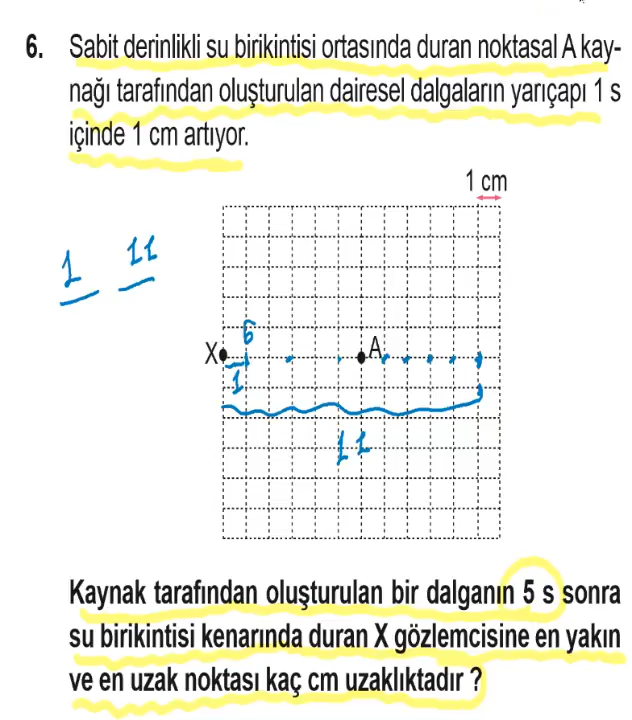 6. Sabit derinlikli su birikintisi ortasında duran noktasal A kay-
nağı tarafından oluşturulan dairesel dalgaların yarıçapı 1 s
içinde 1 cm artıyor.
1 cm
1 11
6
X A
1
11
Kaynak tarafından oluşturulan bir dalganın 5 s sonra
su birikintisi kenarında duran X gözlemcisine en yakın
ve en uzak noktası kaç cm uzaklıktadır ?